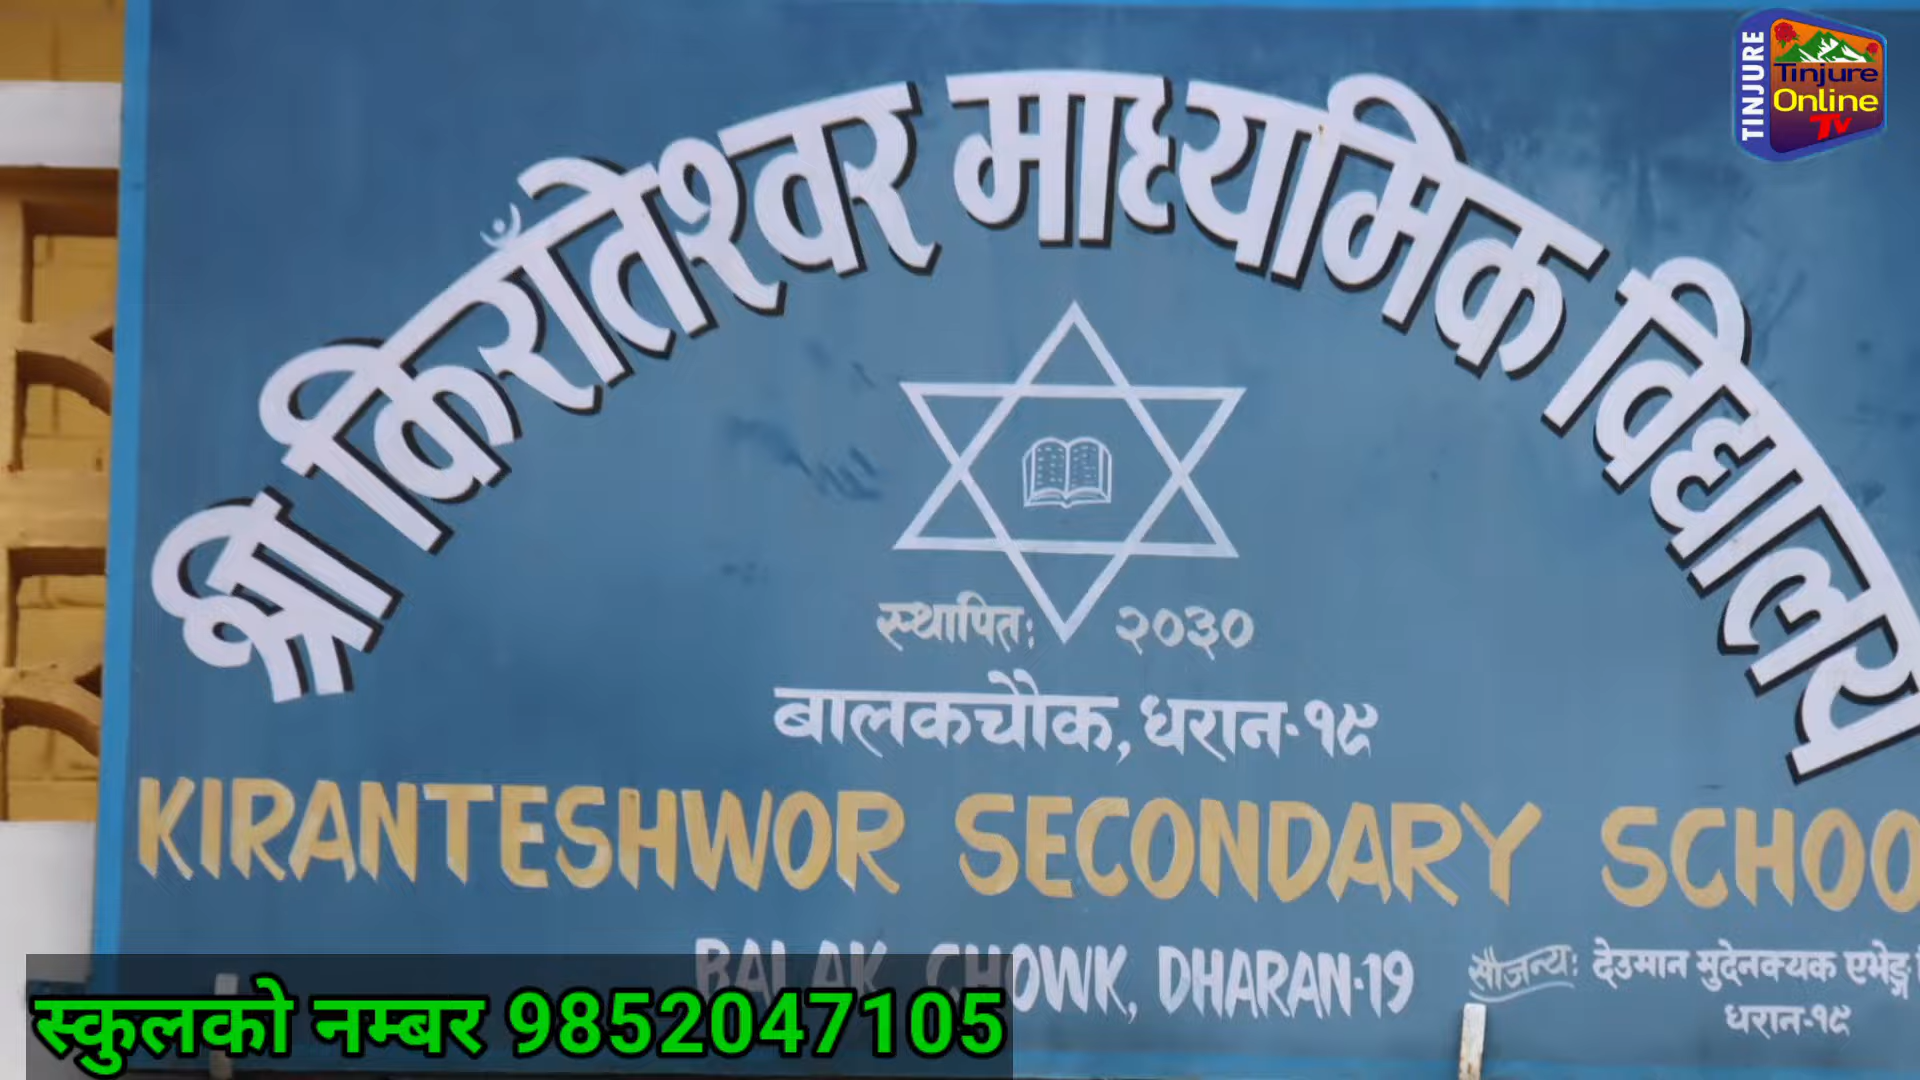 TINJURE
Tinjure
Online
Tv
श्री किराँतेश्वर माध्यमिक विद्यालय
स्थापित: २०३०
बालकचौक, धरान-१९
KIRANTESHWOR SECONDARY SCHOO
BALAK CHOWK, DHARAN-19
सौजन्य: देउमान मुदेनक्यक एभेङ्ग
धरान-१९
स्कुलको नम्बर 9852047105